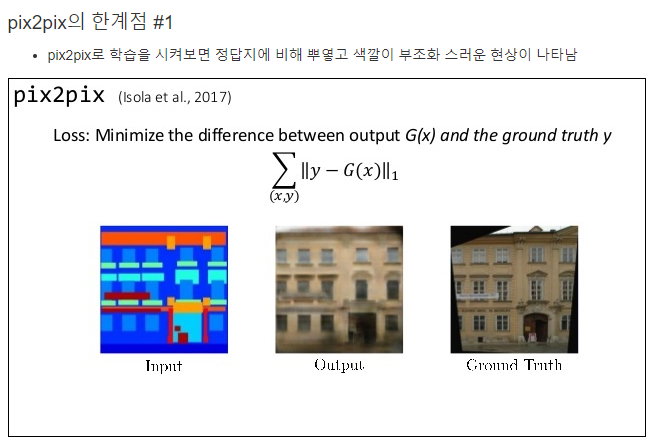 pix2pix의 한계점 #1
• pix2pix로 학습을 시켜보면 정답지에 비해 뿌옇고 색깔이 부조화 스러운 현상이 나타남
pix2pix (Isola et al., 2017)
Loss: Minimize the difference between output G(x) and the ground truth y
∑‖y − G(x)‖₁
(x,y)
Input Output Ground Truth